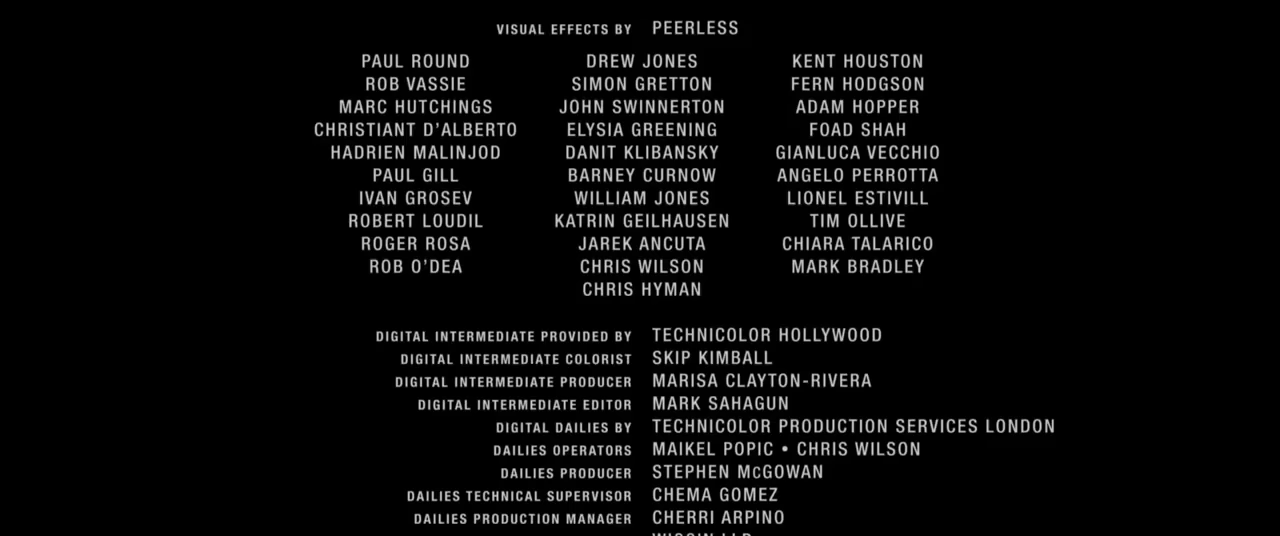 VISUAL EFFECTS BY PEERLESS
PAUL ROUND DREW JONES KENT HOUSTON
ROB VASSIE SIMON GRETTON FERN HODGSON
MARC HUTCHINGS JOHN SWINNERTON ADAM HOPPER
CHRISTIANT D'ALBERTO ELYSIA GREENING FOAD SHAH
HADRIEN MALINJOD DANIT KLIBANSKY GIANLUCA VECCHIO
PAUL GILL BARNEY CURNOW ANGELO PERROTTA
IVAN GROSEV WILLIAM JONES LIONEL ESTIVILL
ROBERT LOUDIL KATRIN GEILHAUSEN TIM OLLIVE
ROGER ROSA JAREK ANCUTA CHIARA TALARICO
ROB O'DEA CHRIS WILSON MARK BRADLEY
CHRIS HYMAN
DIGITAL INTERMEDIATE PROVIDED BY TECHNICOLOR HOLLYWOOD
DIGITAL INTERMEDIATE COLORIST SKIP KIMBALL
DIGITAL INTERMEDIATE PRODUCER MARISA CLAYTON-RIVERA
DIGITAL INTERMEDIATE EDITOR MARK SAHAGUN
DIGITAL DAILIES BY TECHNICOLOR PRODUCTION SERVICES LONDON
DAILIES OPERATORS MAIKEL POPIC • CHRIS WILSON
DAILIES PRODUCER STEPHEN McGOWAN
DAILIES TECHNICAL SUPERVISOR CHEMA GOMEZ
DAILIES PRODUCTION MANAGER CHERRI ARPINO